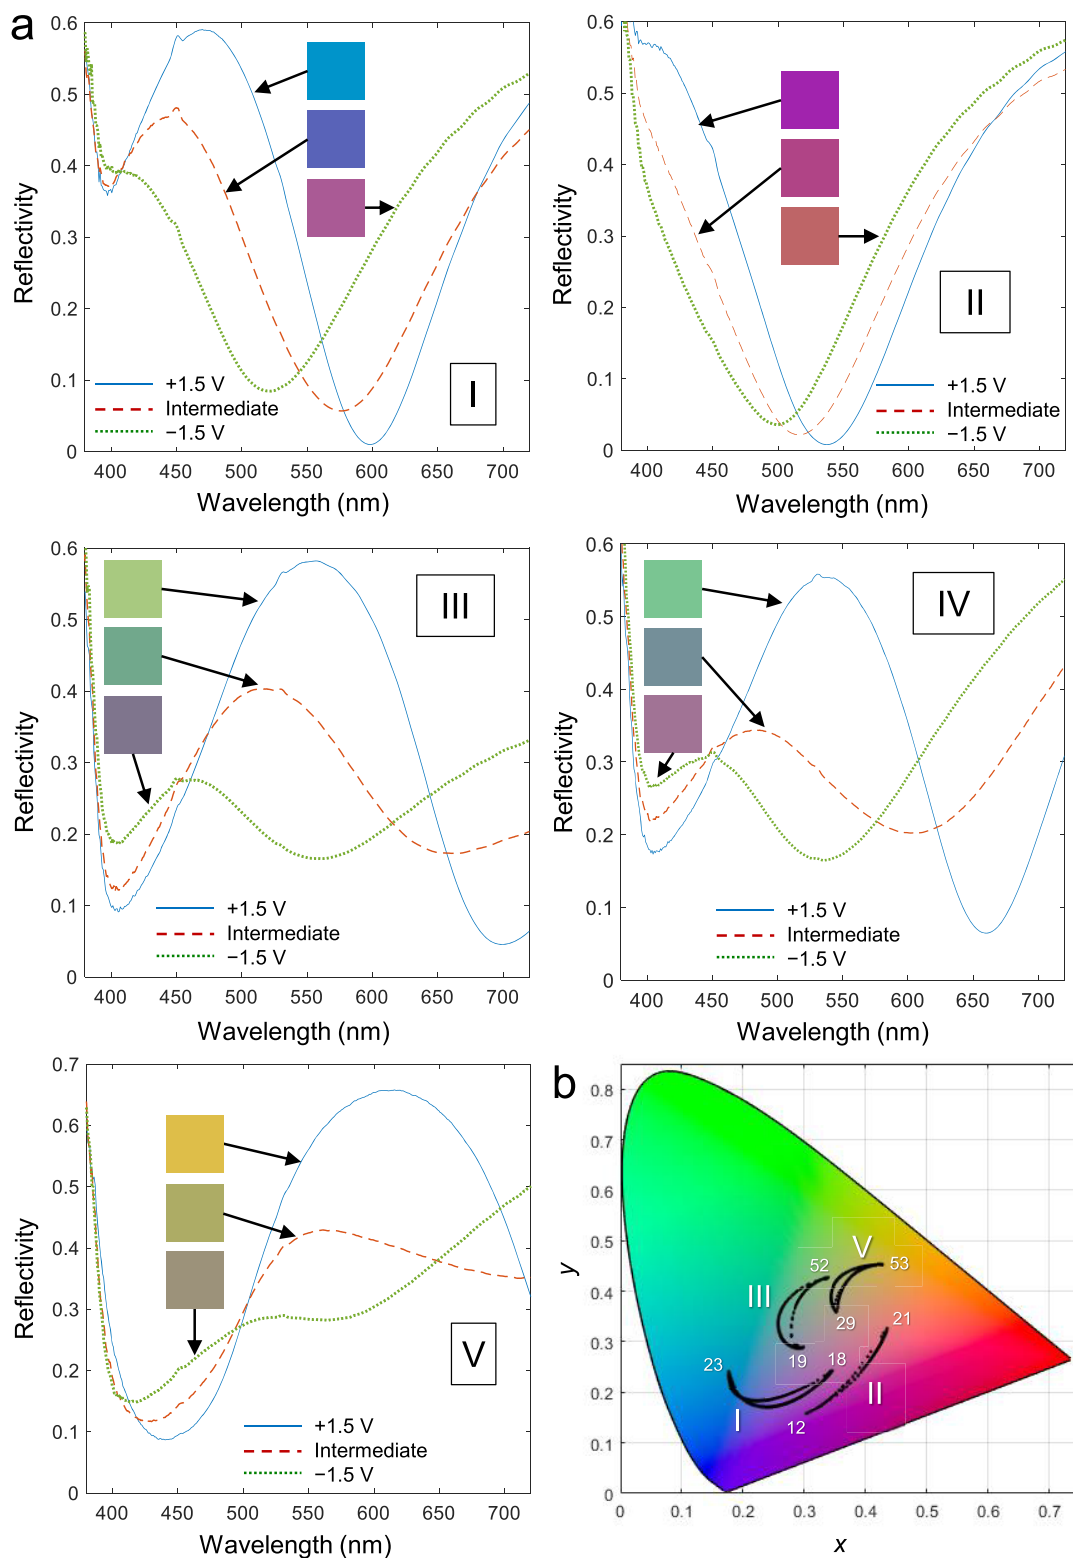 a
0.6
0.5
0.4
0.3
0.2
0.1
0
Reflectivity
+1.5 V
Intermediate
−1.5 V
I
400 450 500 550 600 650 700
Wavelength (nm)
0.6
0.5
0.4
0.3
0.2
0.1
0
Reflectivity
II
+1.5 V
Intermediate
−1.5 V
400 450 500 550 600 650 700
Wavelength (nm)
0.6
0.5
0.4
0.3
0.2
0.1
0
Reflectivity
III
+1.5 V
Intermediate
−1.5 V
400 450 500 550 600 650 700
Wavelength (nm)
0.6
0.5
0.4
0.3
0.2
0.1
0
Reflectivity
IV
+1.5 V
Intermediate
−1.5 V
400 450 500 550 600 650 700
Wavelength (nm)
0.7
0.6
0.5
0.4
0.3
0.2
0.1
0
Reflectivity
V
+1.5 V
Intermediate
−1.5 V
400 450 500 550 600 650 700
Wavelength (nm)
b
0.8
0.7
0.6
0.5
0.4
0.3
0.2
0.1
0
y
V
52 53
III
29 21
19 18
23
I II
12
0 0.1 0.2 0.3 0.4 0.5 0.6 0.7
x